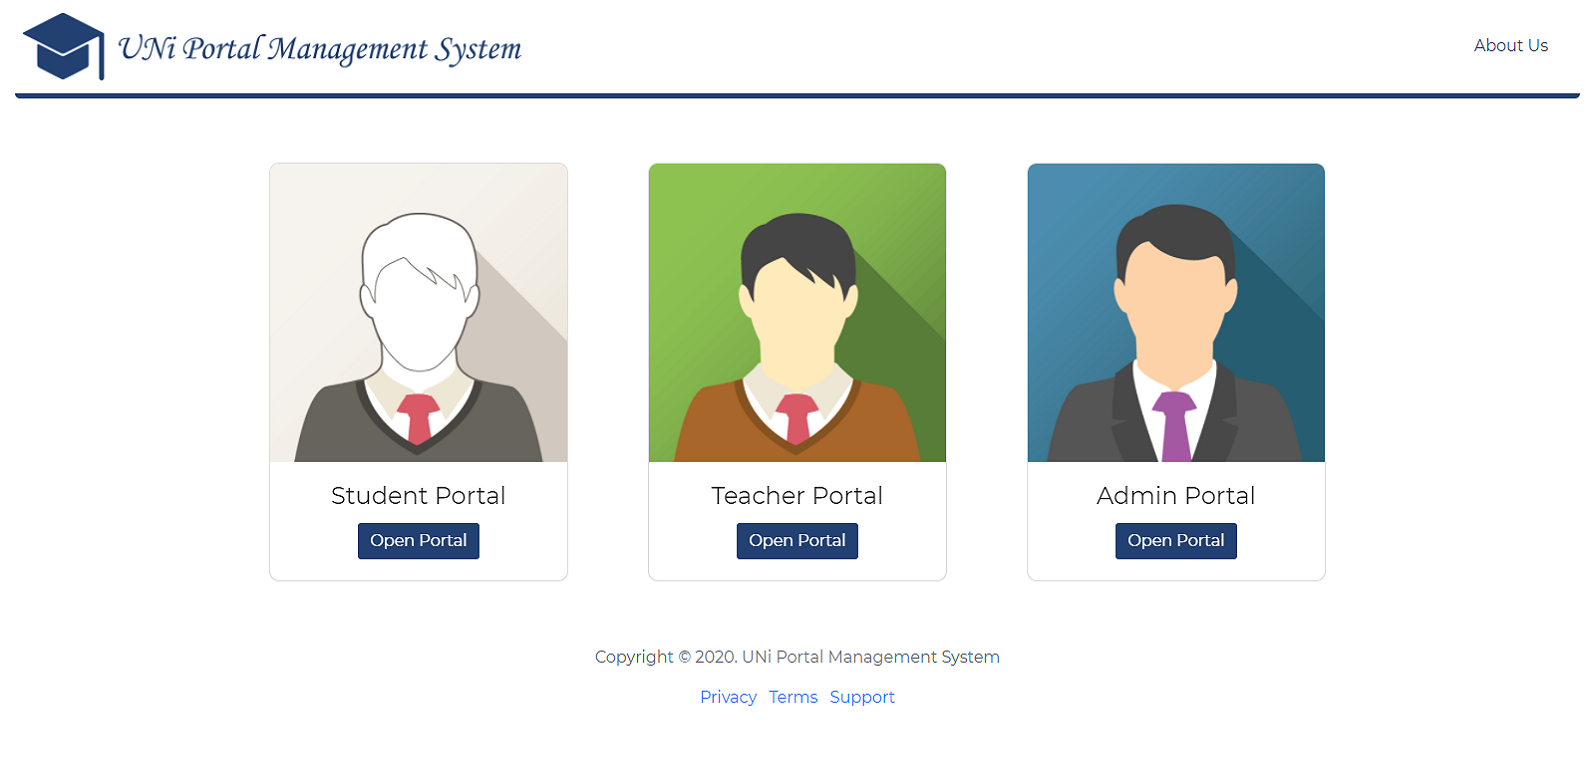 UNi Portal Management System
About Us
Student Portal
Open Portal
Teacher Portal
Open Portal
Admin Portal
Open Portal
Copyright © 2020. UNi Portal Management System
Privacy Terms Support